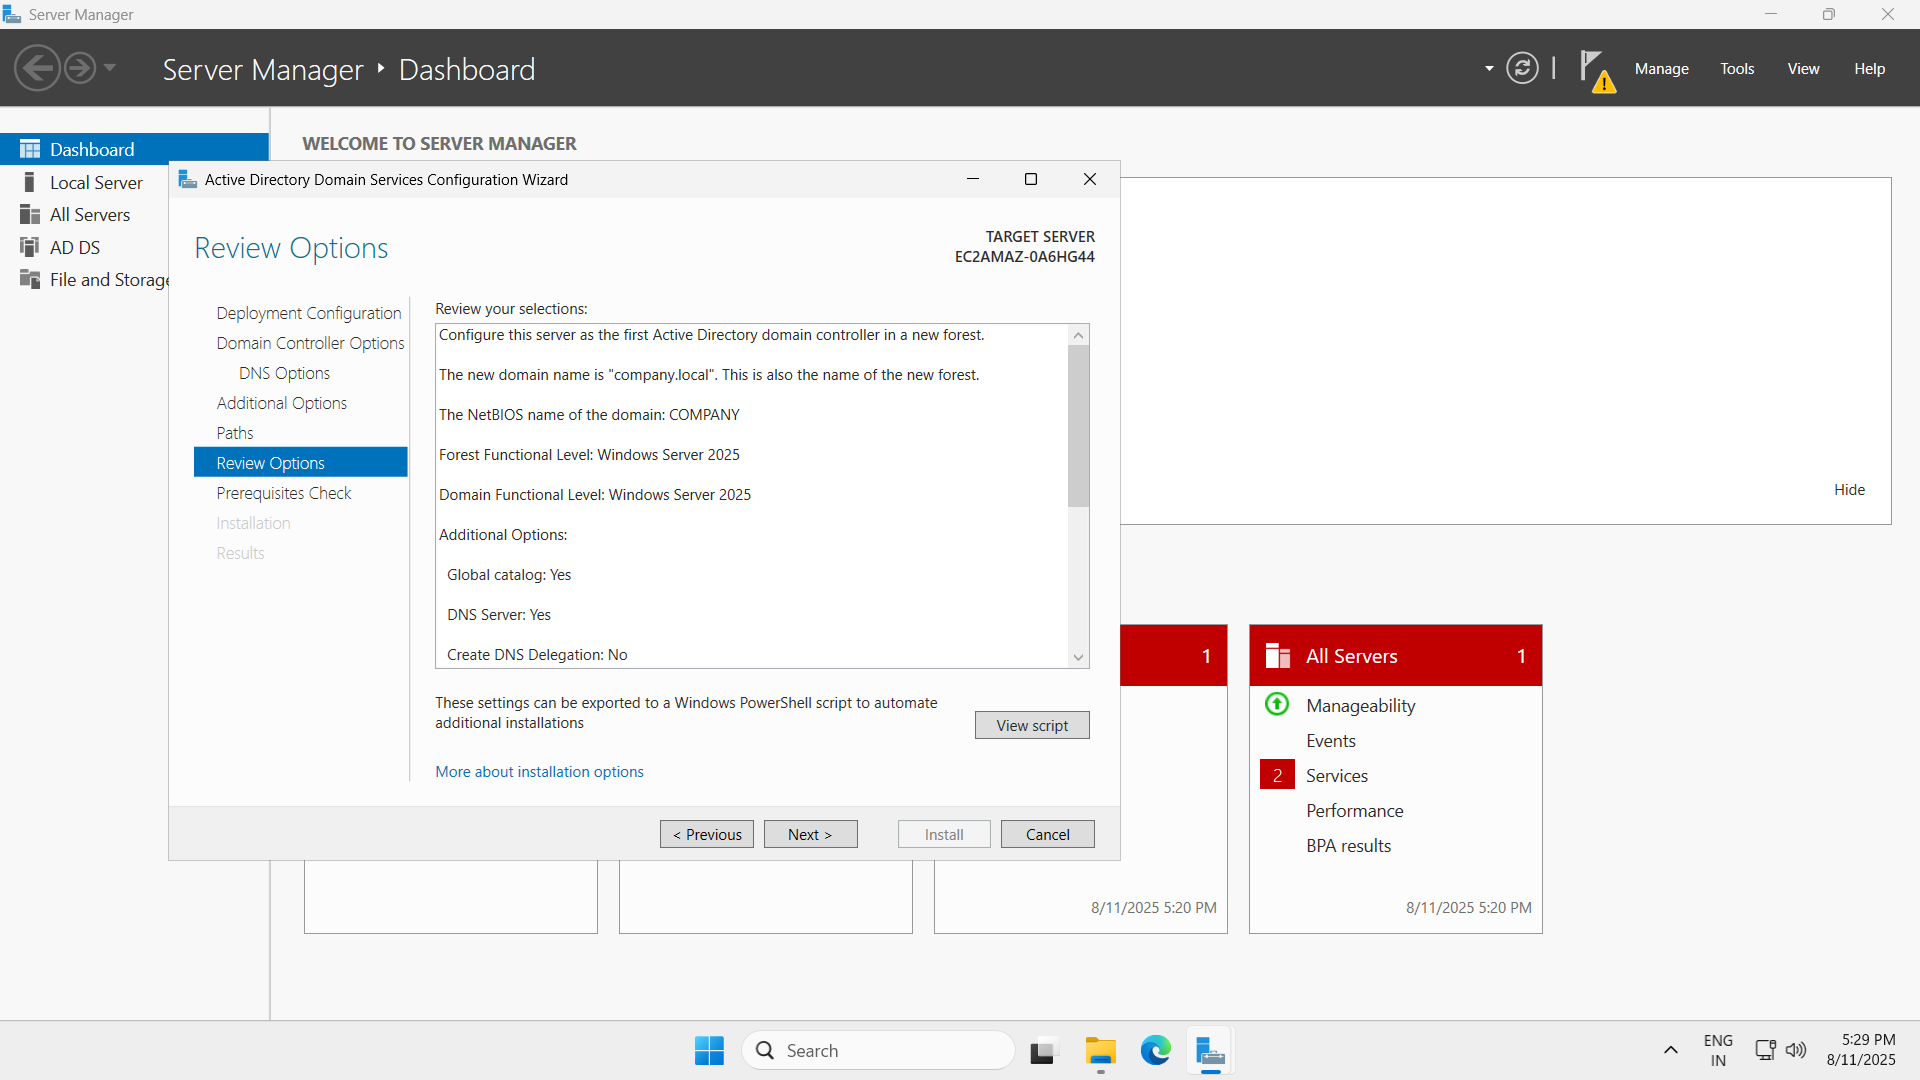 Server Manager
Server Manager ‣ Dashboard
Manage
Tools
View
Help
Dashboard
Local Server
All Servers
AD DS
File and Storage
WELCOME TO SERVER MANAGER
Active Directory Domain Services Configuration Wizard
Review Options
TARGET SERVER
EC2AMAZ-0A6HG44
Deployment Configuration
Domain Controller Options
DNS Options
Additional Options
Paths
Review Options
Prerequisites Check
Installation
Results
Review your selections:
Configure this server as the first Active Directory domain controller in a new forest.
The new domain name is "company.local". This is also the name of the new forest.
The NetBIOS name of the domain: COMPANY
Forest Functional Level: Windows Server 2025
Domain Functional Level: Windows Server 2025
Additional Options:
Global catalog: Yes
DNS Server: Yes
Create DNS Delegation: No
These settings can be exported to a Windows PowerShell script to automate
additional installations
View script
More about installation options
< Previous
Next >
Install
Cancel
Hide
1
8/11/2025 5:20 PM
All Servers 1
Manageability
Events
2 Services
Performance
BPA results
8/11/2025 5:20 PM
Search
ENG
IN
5:29 PM
8/11/2025